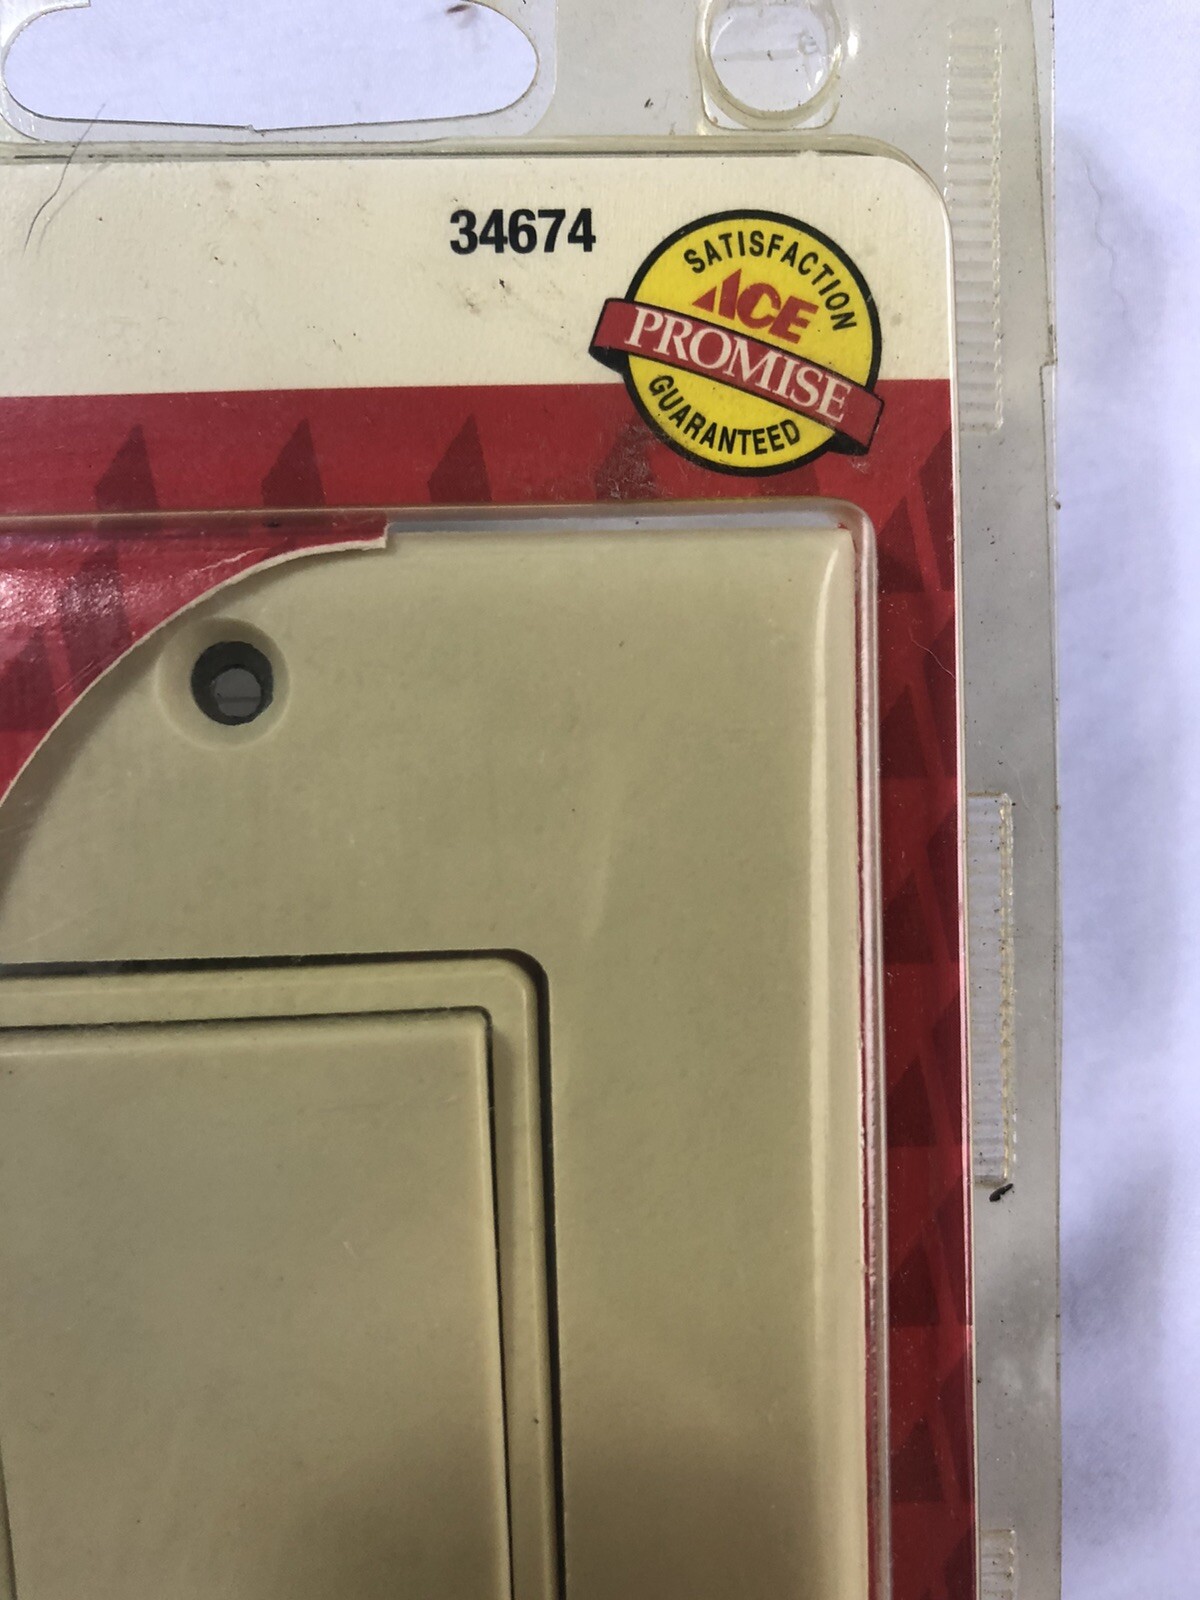 34674
SATISFACTION
ACE
PROMISE
GUARANTEED